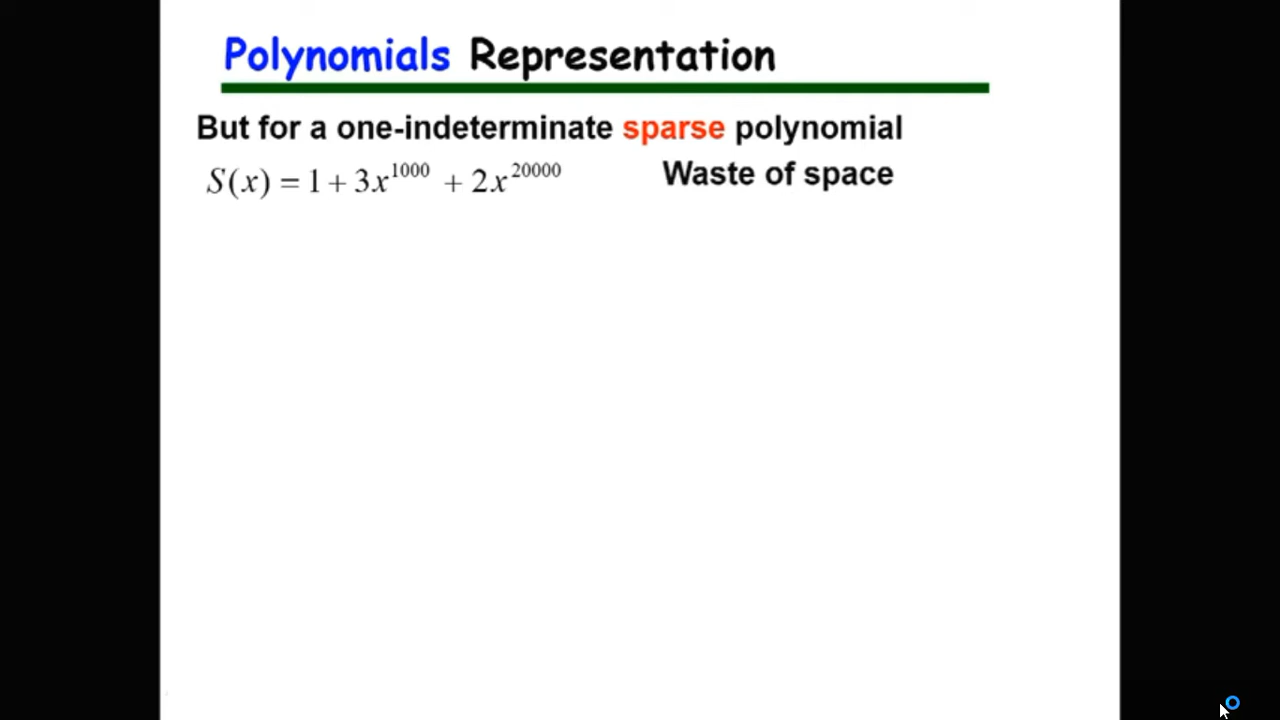 Polynomials Representation
But for a one-indeterminate sparse polynomial
S(x) = 1 + 3x^1000 + 2x^20000 Waste of space